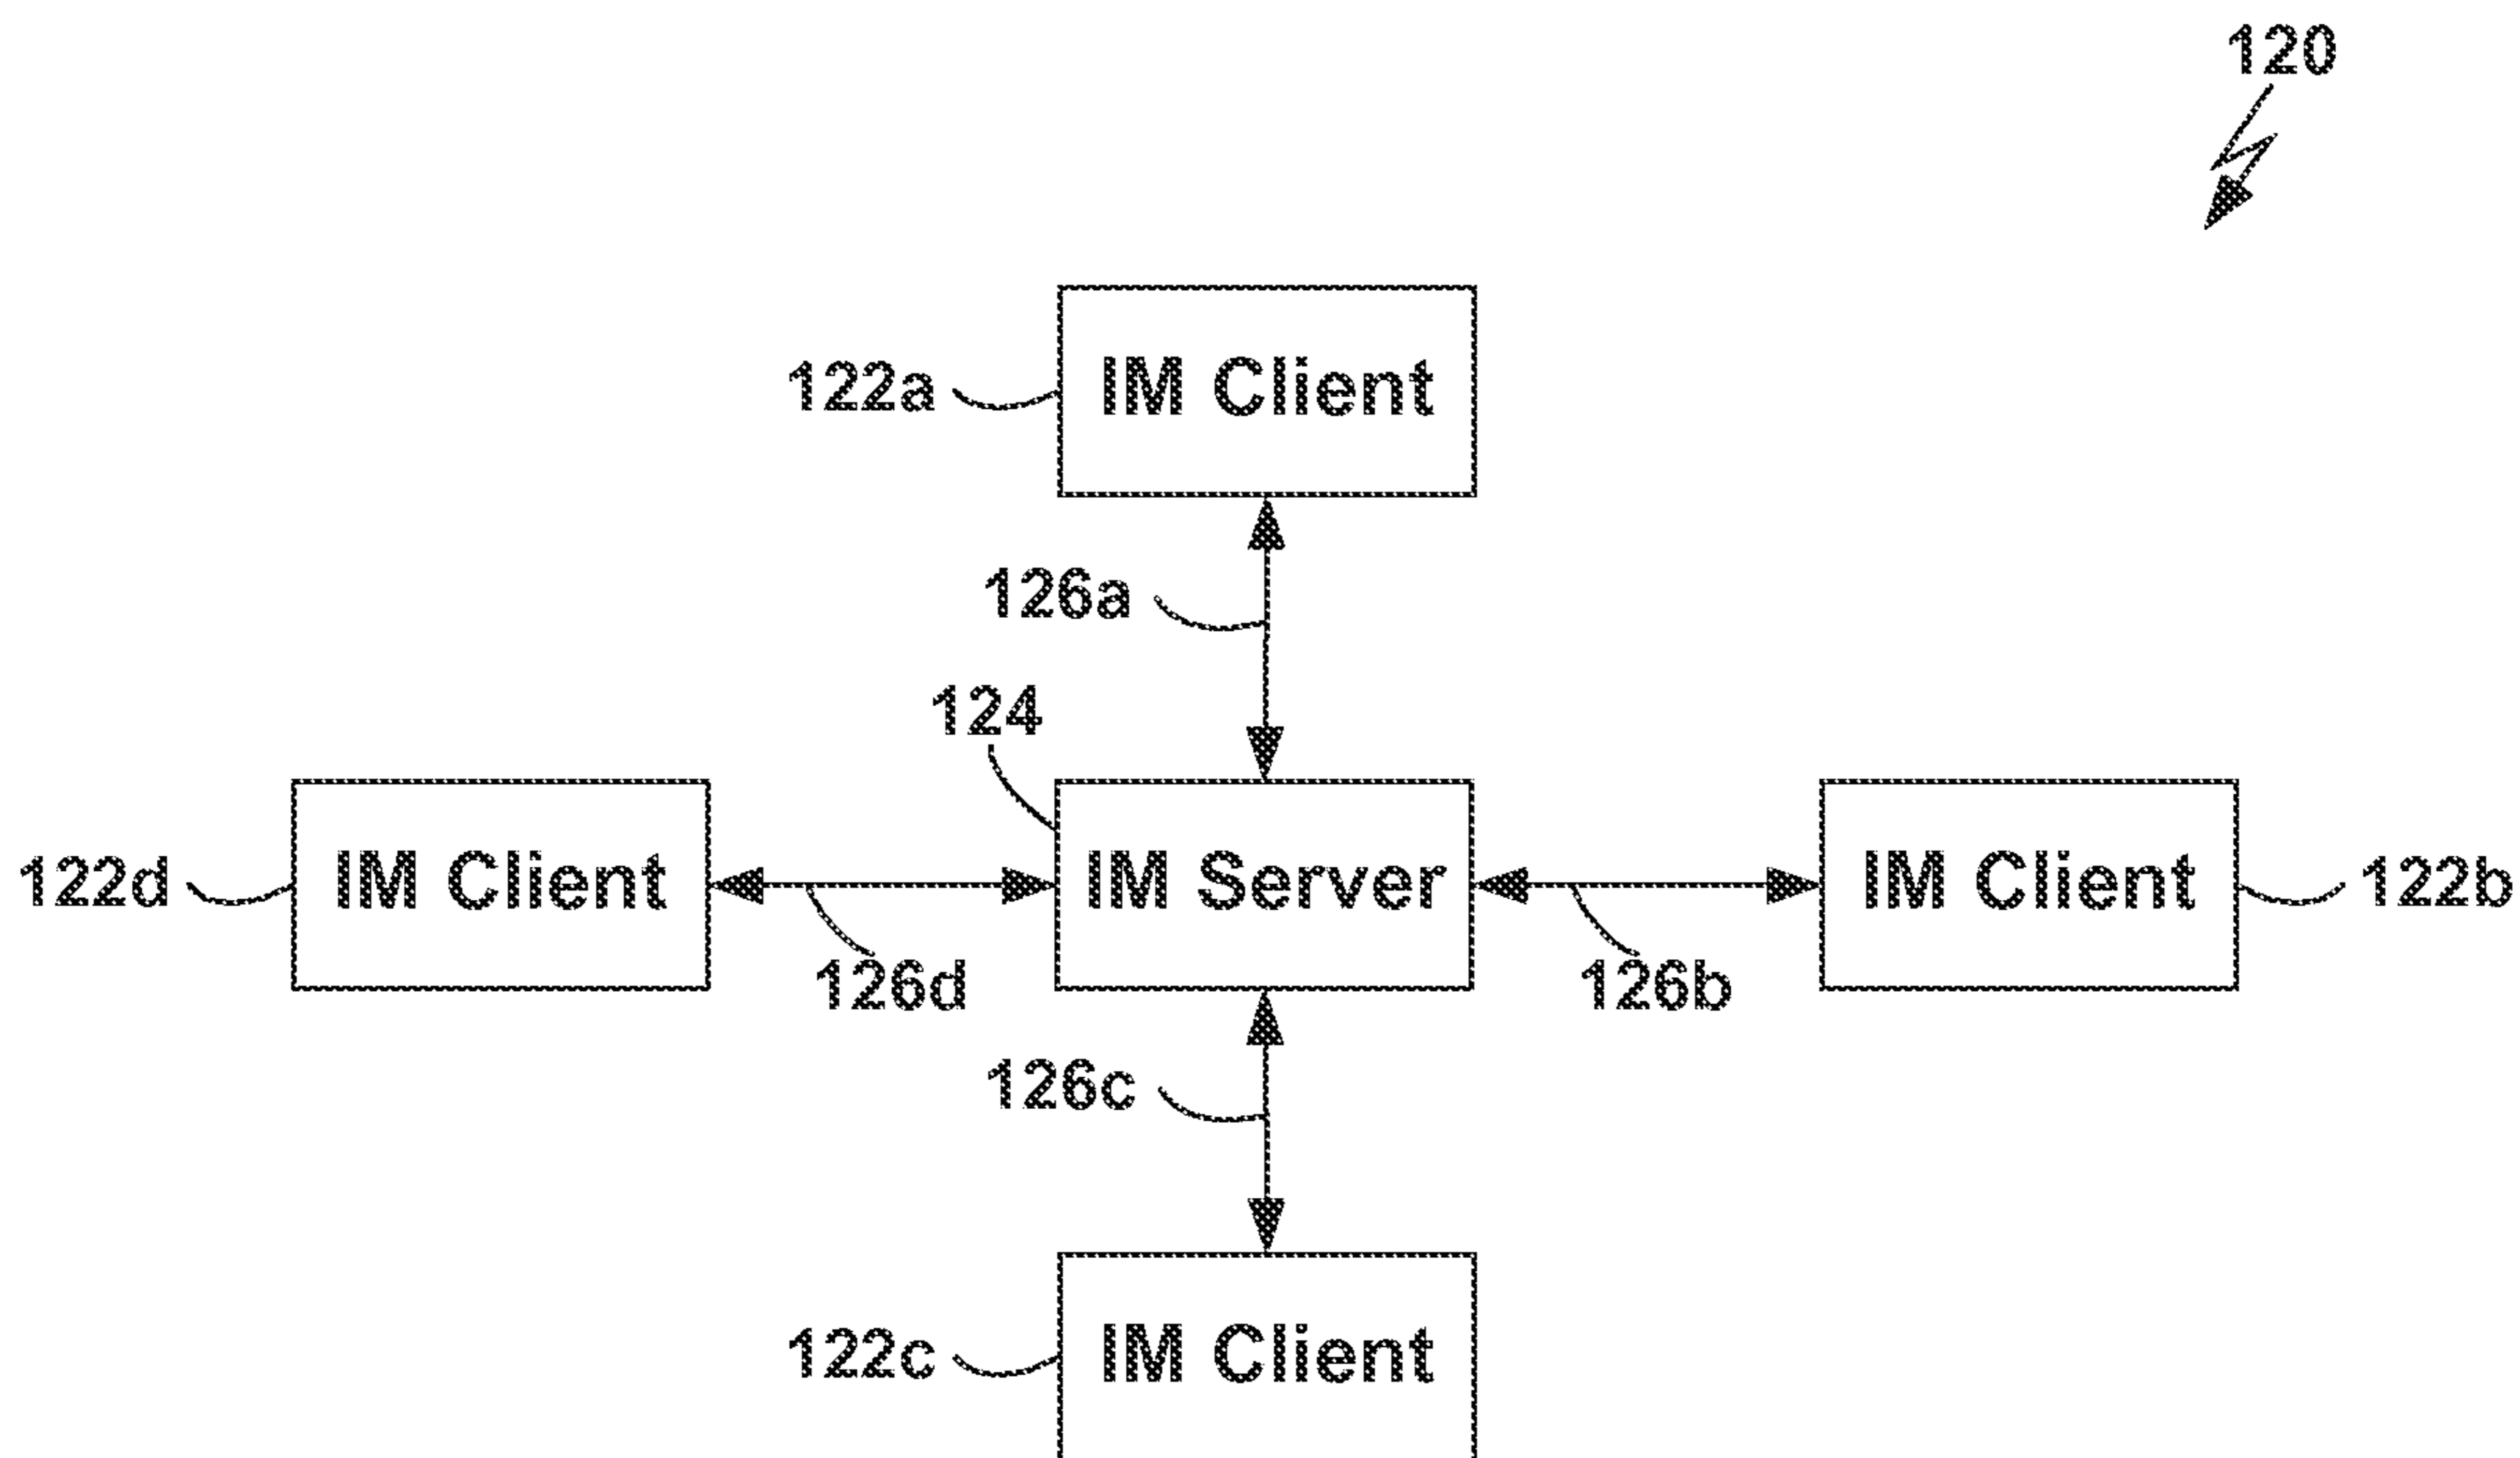 120
122a IM Client
126a
124
122d IM Client IM Server IM Client 122b
126d 126b
126c
122c IM Client